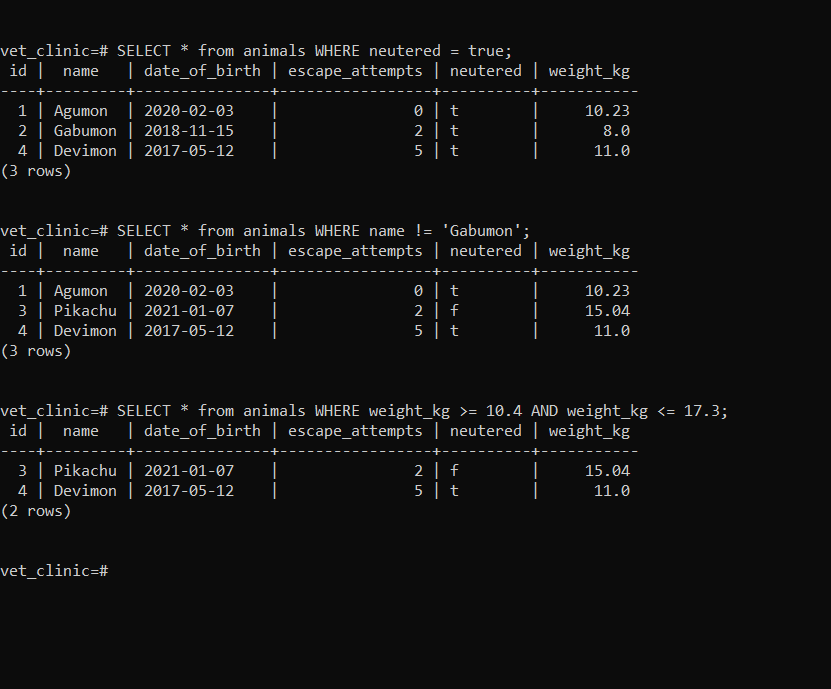 vet_clinic=# SELECT * from animals WHERE neutered = true;
 id |  name   | date_of_birth | escape_attempts | neutered | weight_kg
----+---------+---------------+-----------------+----------+-----------
  1 | Agumon  | 2020-02-03    |               0 | t        |     10.23
  2 | Gabumon | 2018-11-15    |               2 | t        |       8.0
  4 | Devimon | 2017-05-12    |               5 | t        |      11.0
(3 rows)
vet_clinic=# SELECT * from animals WHERE name != 'Gabumon';
 id |  name   | date_of_birth | escape_attempts | neutered | weight_kg
----+---------+---------------+-----------------+----------+-----------
  1 | Agumon  | 2020-02-03    |               0 | t        |     10.23
  3 | Pikachu | 2021-01-07    |               2 | f        |     15.04
  4 | Devimon | 2017-05-12    |               5 | t        |      11.0
(3 rows)
vet_clinic=# SELECT * from animals WHERE weight_kg >= 10.4 AND weight_kg <= 17.3;
 id |  name   | date_of_birth | escape_attempts | neutered | weight_kg
----+---------+---------------+-----------------+----------+-----------
  3 | Pikachu | 2021-01-07    |               2 | f        |     15.04
  4 | Devimon | 2017-05-12    |               5 | t        |      11.0
(2 rows)
vet_clinic=#